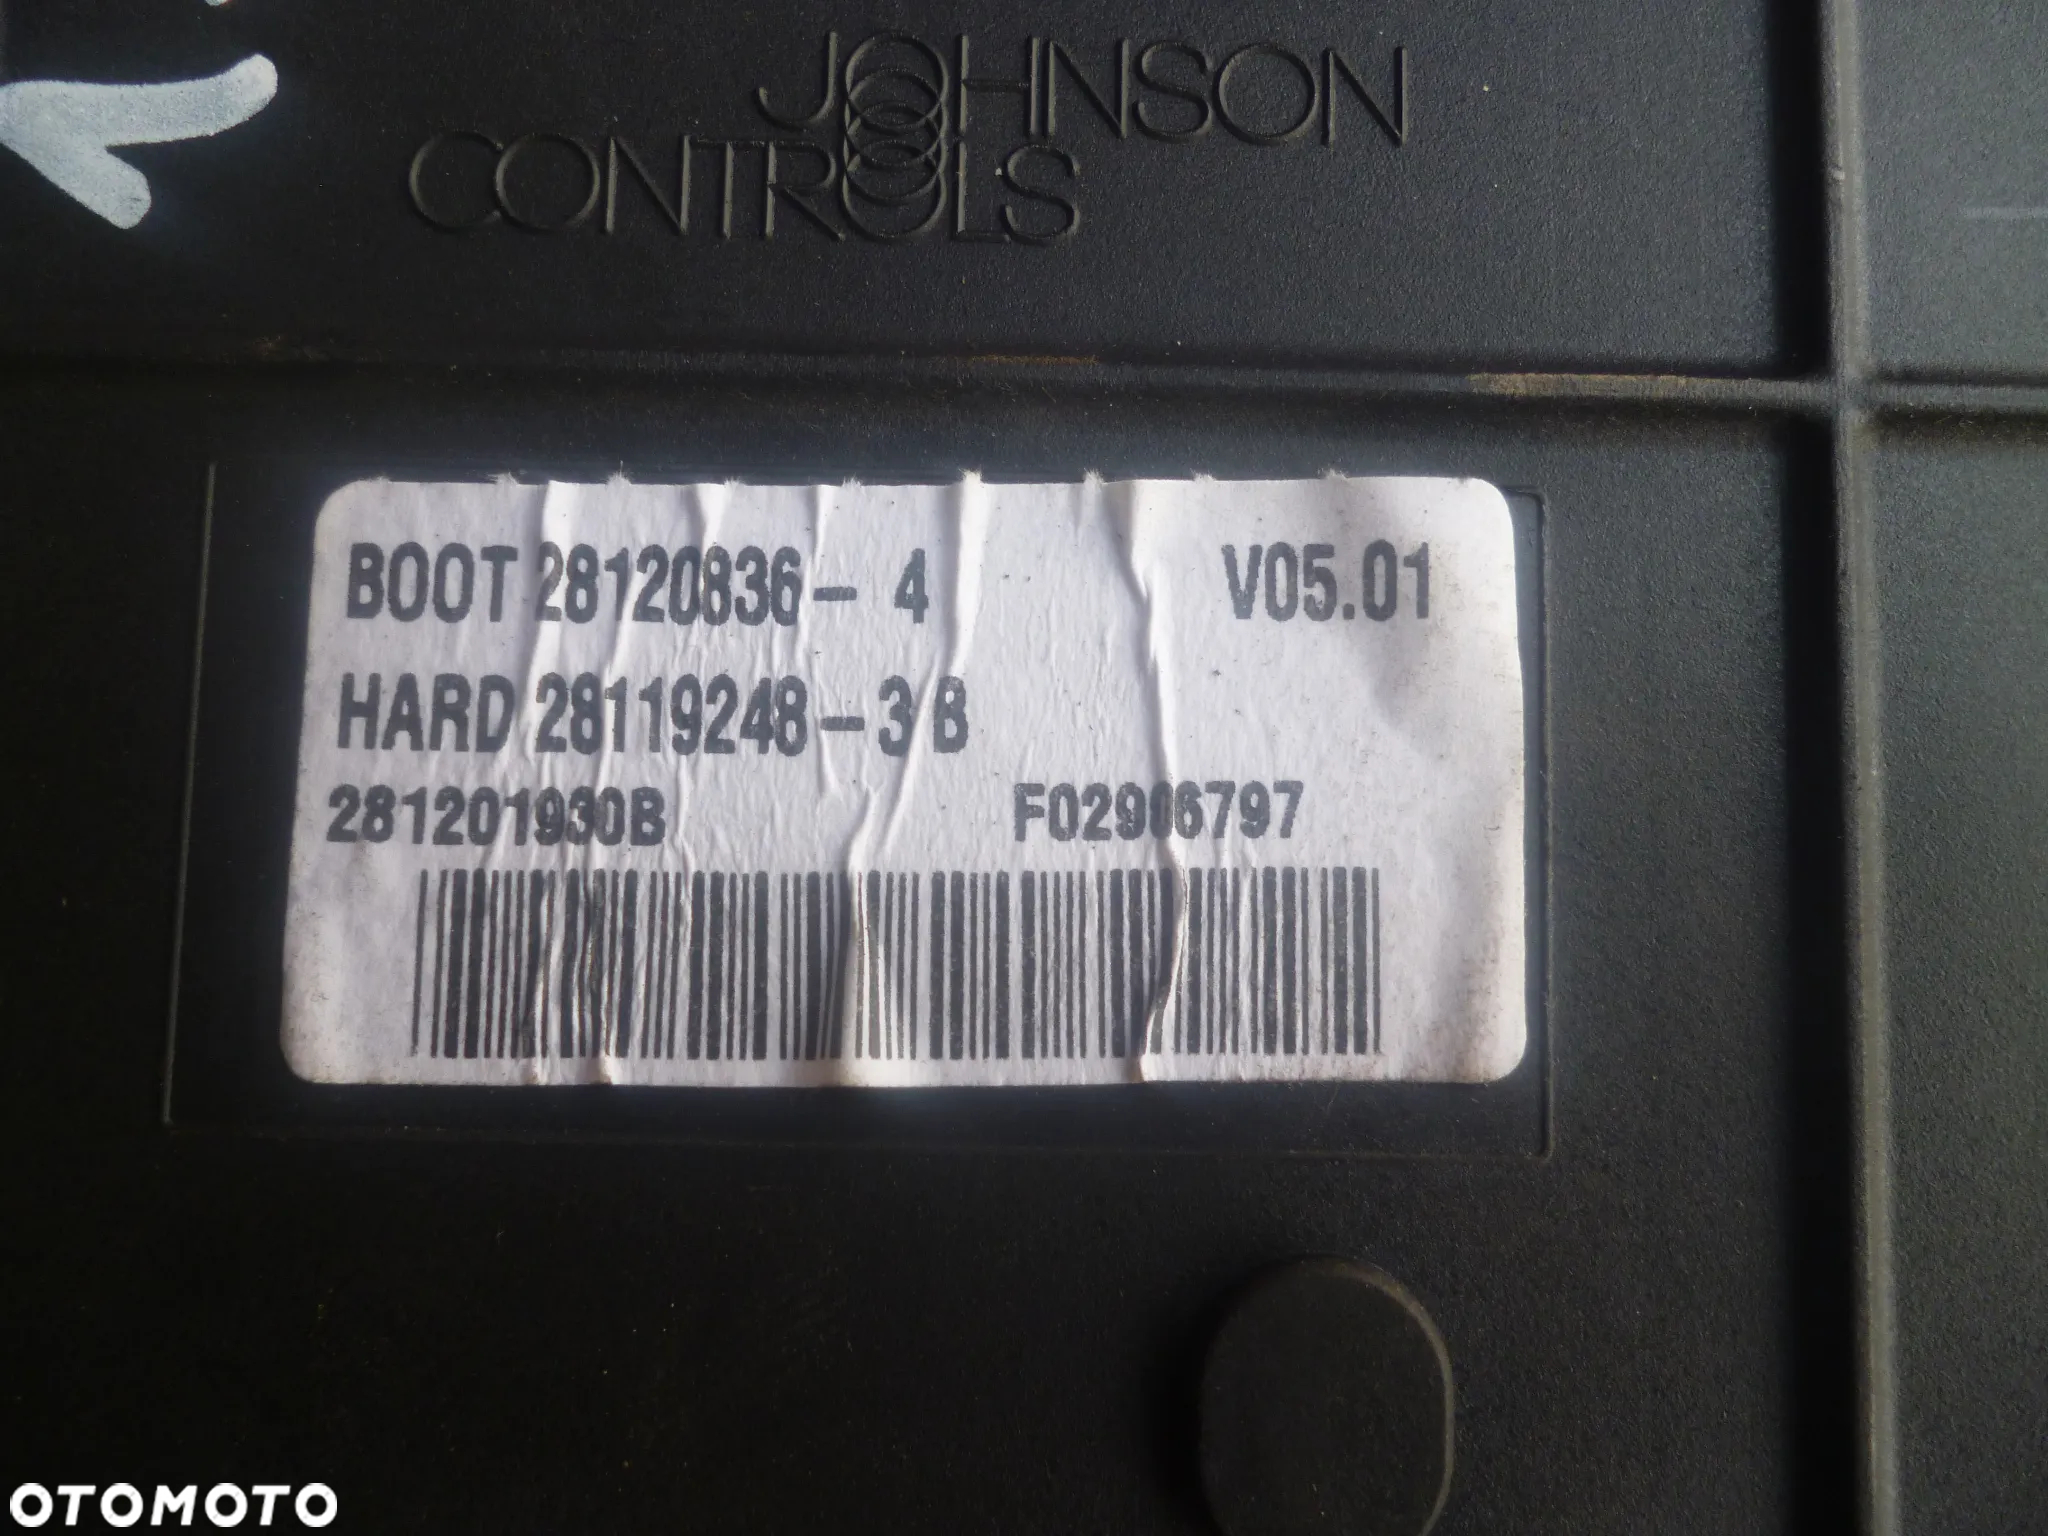 JOHNSON
CONTROLS
BOOT 28120836- 4 V05.01
HARD 28119248-3 B
281201930B F02906797
OTOMOTO